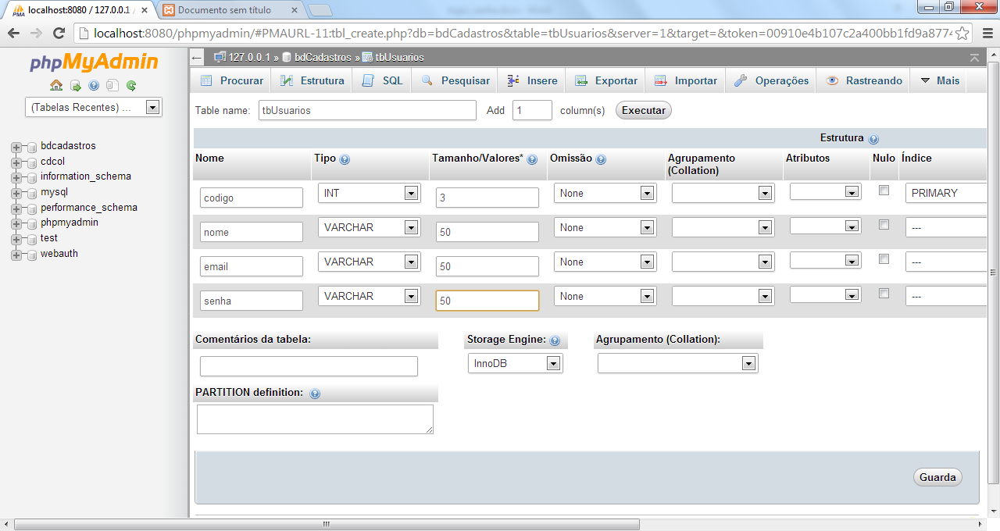 localhost:8080 / 127.0.0.1 /
Documento sem título
localhost:8080/phpmyadmin/#PMAURL-11:tbl_create.php?db=bdCadastros&table=tbUsuarios&server=1&target=&token=00910e4b107c2a400bb1fd9a8774
phpMyAdmin
(Tabelas Recentes) ...
bdcadastros
cdcol
information_schema
mysql
performance_schema
phpmyadmin
test
webauth
127.0.0.1 » bdCadastros » tbUsuarios
Procurar Estrutura SQL Pesquisar Insere Exportar Importar Operações Rastreando Mais
Table name: tbUsuarios Add 1 column(s) Executar
Estrutura
Nome Tipo Tamanho/Valores* Omissão Agrupamento (Collation) Atributos Nulo Índice
codigo INT 3 None PRIMARY
nome VARCHAR 50 None ---
email VARCHAR 50 None ---
senha VARCHAR 50 None ---
Comentários da tabela: Storage Engine: Agrupamento (Collation):
InnoDB
PARTITION definition:
Guarda